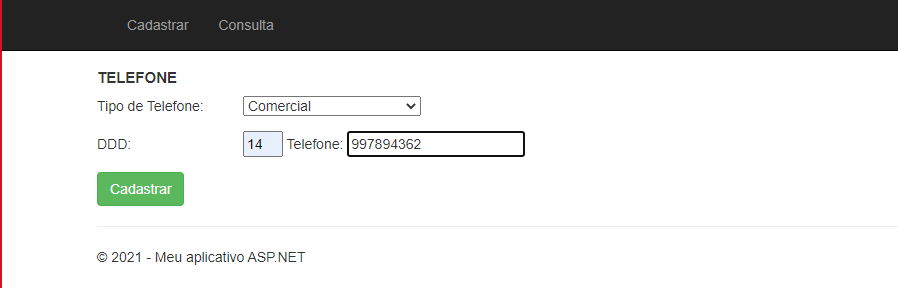 Cadastrar Consulta
TELEFONE
Tipo de Telefone: Comercial
DDD: 14 Telefone: 997894362
Cadastrar
© 2021 - Meu aplicativo ASP.NET